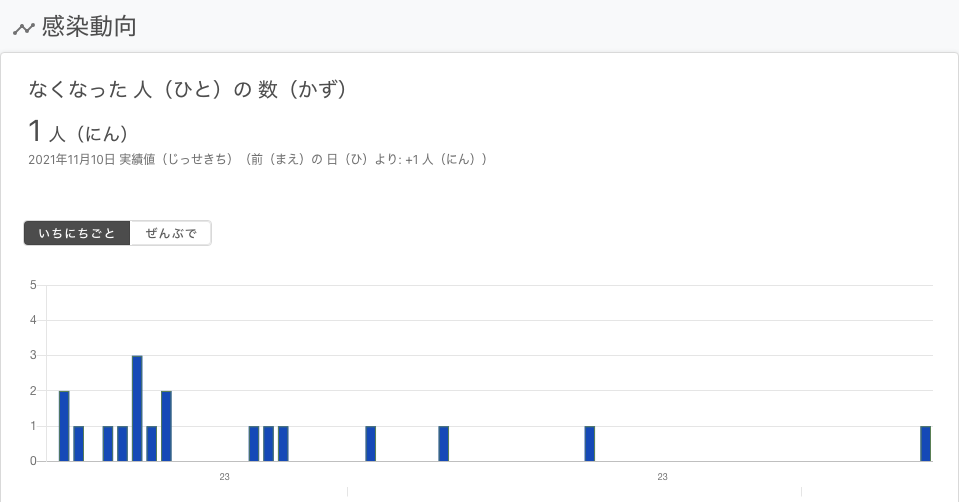 感染動向
なくなった 人（ひと）の 数（かず）
1 人（にん）
2021年11月10日 実績値（じっせきち）（前（まえ）の 日（ひ）より: +1 人（にん））
いちにちごと ぜんぶで
5
4
3
2
1
0
23 23